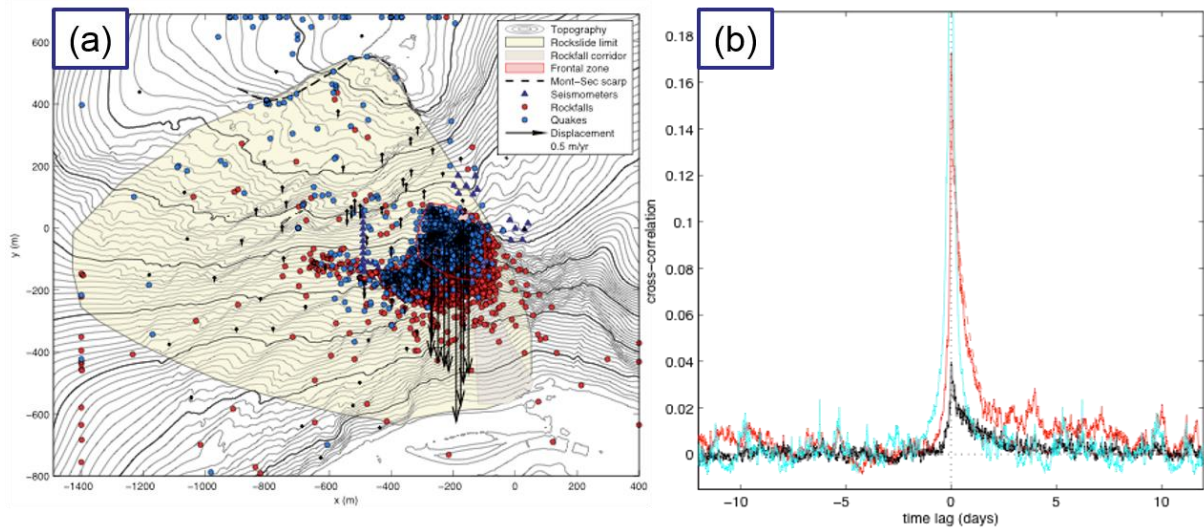 (a)
Topography
Rockslide limit
Rockfall corridor
Frontal zone
Mont-Sec scarp
Seismometers
Rockfalls
Quakes
Displacement
0.5 m/yr
600
400
200
0
−200
−400
−600
−800
y (m)
−1400 −1200 −1000 −800 −600 −400 −200 0 200 400
x (m)
(b)
0.18
0.16
0.14
0.12
0.1
0.08
0.06
0.04
0.02
0
cross−correlation
−10 −5 0 5 10
time lag (days)